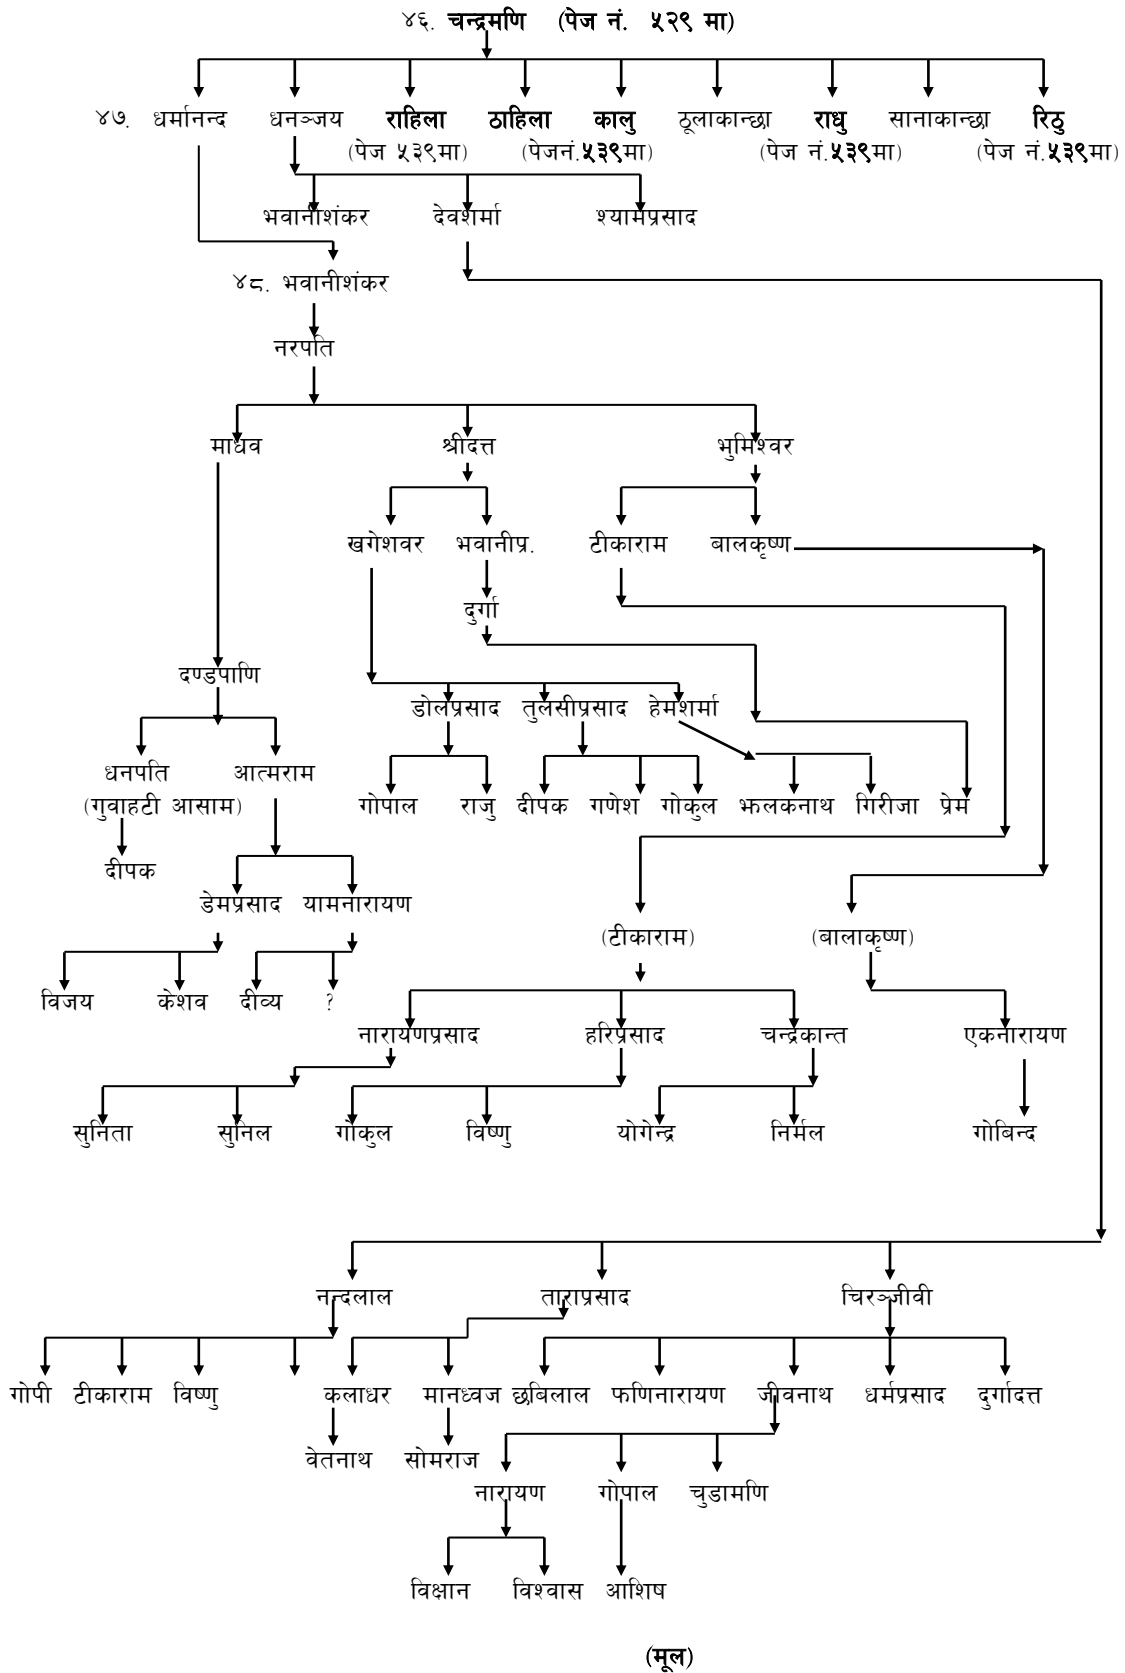 ४६. चन्द्रमणि (पेज नं. ५२९ मा)
४७. धर्मानन्द धनञ्जय राहिला ठाहिला कालु ठूलाकान्छा राधु सानाकान्छा रिठु
(पेज ५३९मा) (पेजनं.५३९मा) (पेज नं.५३९मा) (पेज नं.५३९मा)
भवानीशंकर देवशर्मा श्यामप्रसाद
४८. भवानीशंकर
नरपति
माधव श्रीदत्त भुमिश्वर
खगेशवर भवानीप्र. टीकाराम बालकृष्ण
दुर्गा
दण्डपाणि
डोलप्रसाद तुलसीप्रसाद हेमशर्मा
धनपति आत्मराम
(गुवाहटी आसाम) गोपाल राजु दीपक गणेश गोकुल झलकनाथ गिरीजा प्रेम
दीपक
डेमप्रसाद यामनारायण
(टीकाराम) (बालाकृष्ण)
विजय केशव दीव्य ?
नारायणप्रसाद हरिप्रसाद चन्द्रकान्त एकनारायण
सुनिता सुनिल गोकुल विष्णु योगेन्द्र निर्मल गोबिन्द
नन्दलाल ताराप्रसाद चिरञ्जीवी
गोपी टीकाराम विष्णु कलाधर मानध्वज छबिलाल फणिनारायण जीवनाथ धर्मप्रसाद दुर्गादत्त
वेतनाथ सोमराज
नारायण गोपाल चुडामणि
विक्षान विश्वास आशिष
(मूल)